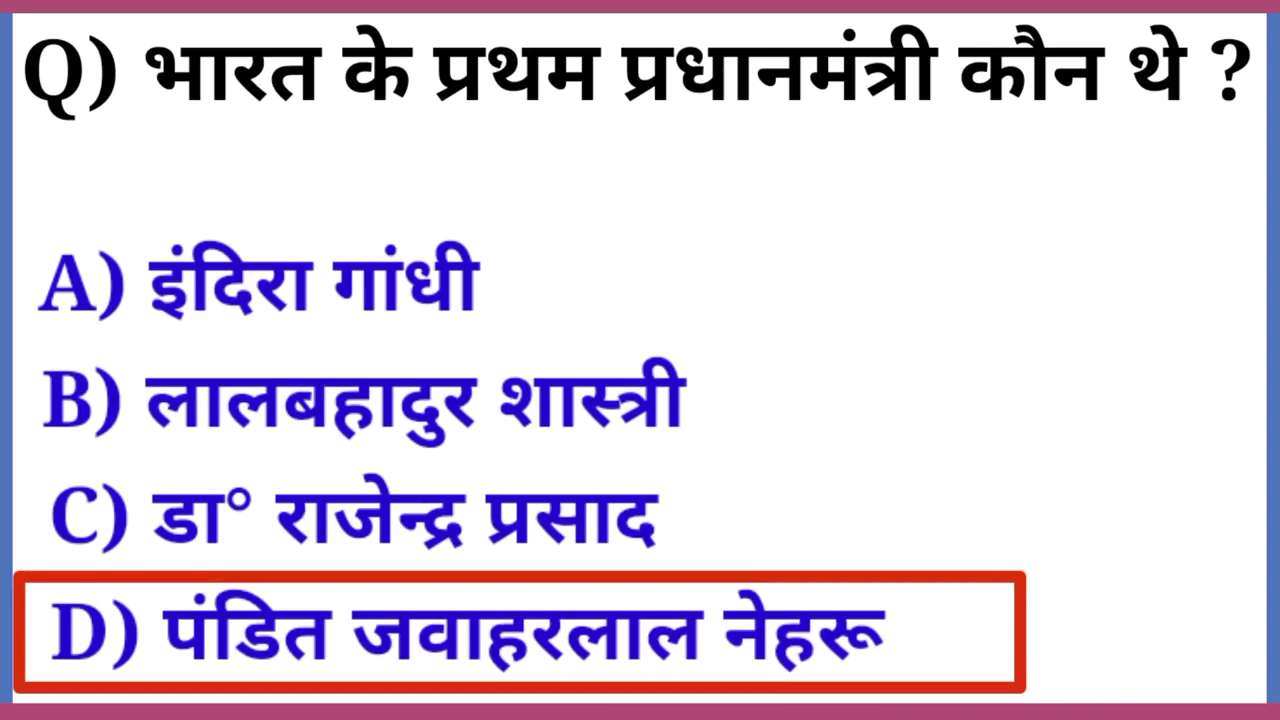 Q) भारत के प्रथम प्रधानमंत्री कौन थे ?
A) इंदिरा गांधी
B) लालबहादुर शास्त्री
C) डा° राजेन्द्र प्रसाद
D) पंडित जवाहरलाल नेहरू